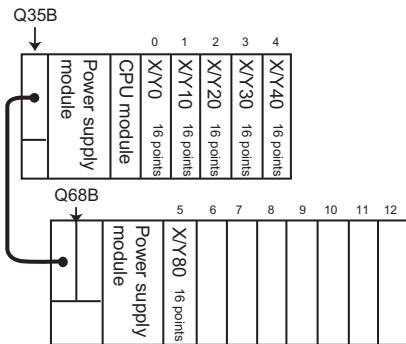 Q35B
0 1 2 3 4
Power supply
module
CPU module
X/Y0 16 points
X/Y10 16 points
X/Y20 16 points
X/Y30 16 points
X/Y40 16 points
Q68B
5 6 7 8 9 10 11 12
Power supply
module
X/Y80 16 points